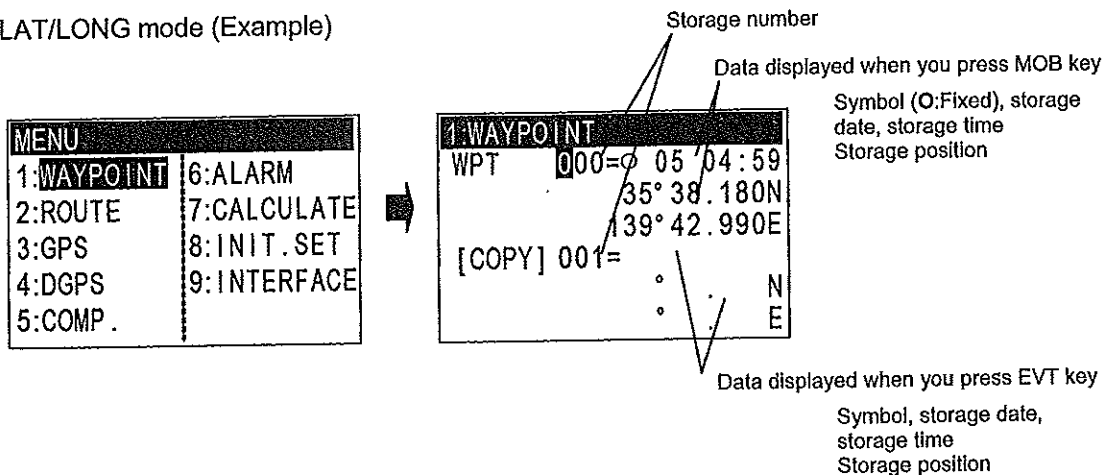 LAT/LONG mode (Example)
Storage number
Data displayed when you press MOB key
Symbol (O:Fixed), storage
date, storage time
Storage position
MENU
1:WAYPOINT 6:ALARM
2:ROUTE 7:CALCULATE
3:GPS 8:INIT.SET
4:DGPS 9:INTERFACE
5:COMP.
1:WAYPOINT
WPT 000=○ 05 04:59
35°38.180N
139°42.990E
[COPY] 001=
° . N
° . E
Data displayed when you press EVT key
Symbol, storage date,
storage time
Storage position